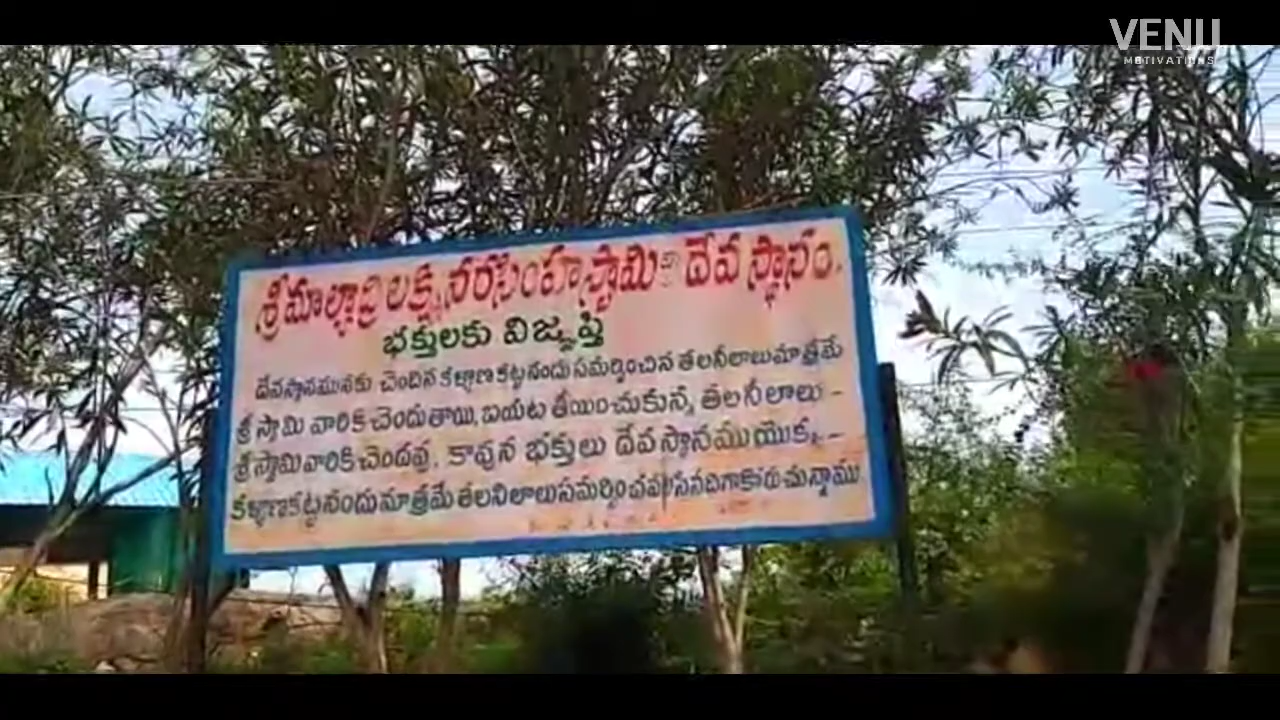 VENU
MOTIVATIONS
శ్రీ మాల్యాద్రి లక్ష్మీనరసింహస్వామి వారి దేవస్థానం.
భక్తులకు విజ్ఞప్తి
దేవస్థానమునకు చెందిన కళ్యాణకట్టనందు సమర్పించిన తలనీలాలుమాత్రమే
శ్రీ స్వామి వారికి చెందుతాయి, బయట తీయించుకున్న తలనీలాలు -
శ్రీ స్వామివారికి చెందవు. కావున భక్తులు దేవస్థానముయొక్క -
కళ్యాణకట్టనందుమాత్రమే తలనీలాలుసమర్పించవలసినదిగాకోరుచున్నాము